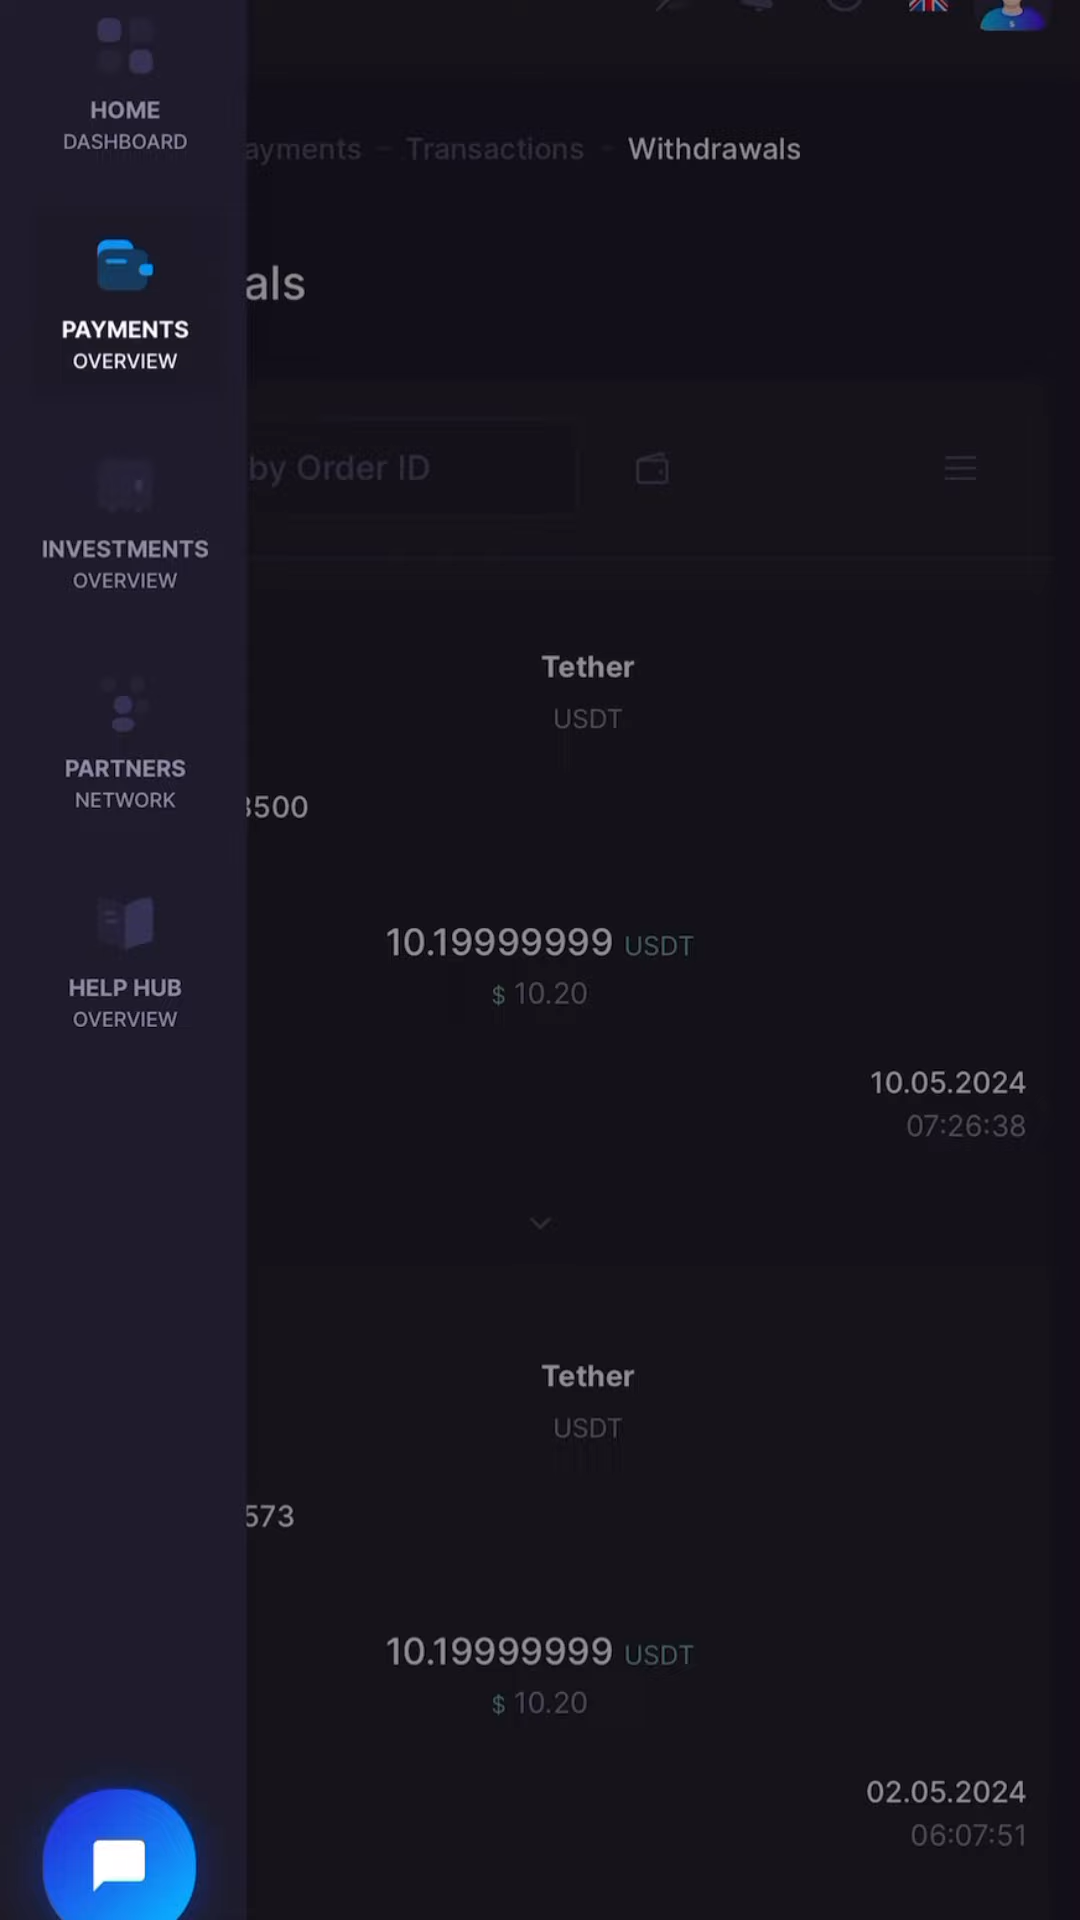 HOME
DASHBOARD
ayments - Transactions - Withdrawals
als
PAYMENTS
OVERVIEW
by Order ID
INVESTMENTS
OVERVIEW
Tether
USDT
PARTNERS
NETWORK
3500
10.19999999 USDT
$ 10.20
HELP HUB
OVERVIEW
10.05.2024
07:26:38
Tether
USDT
573
10.19999999 USDT
$ 10.20
02.05.2024
06:07:51